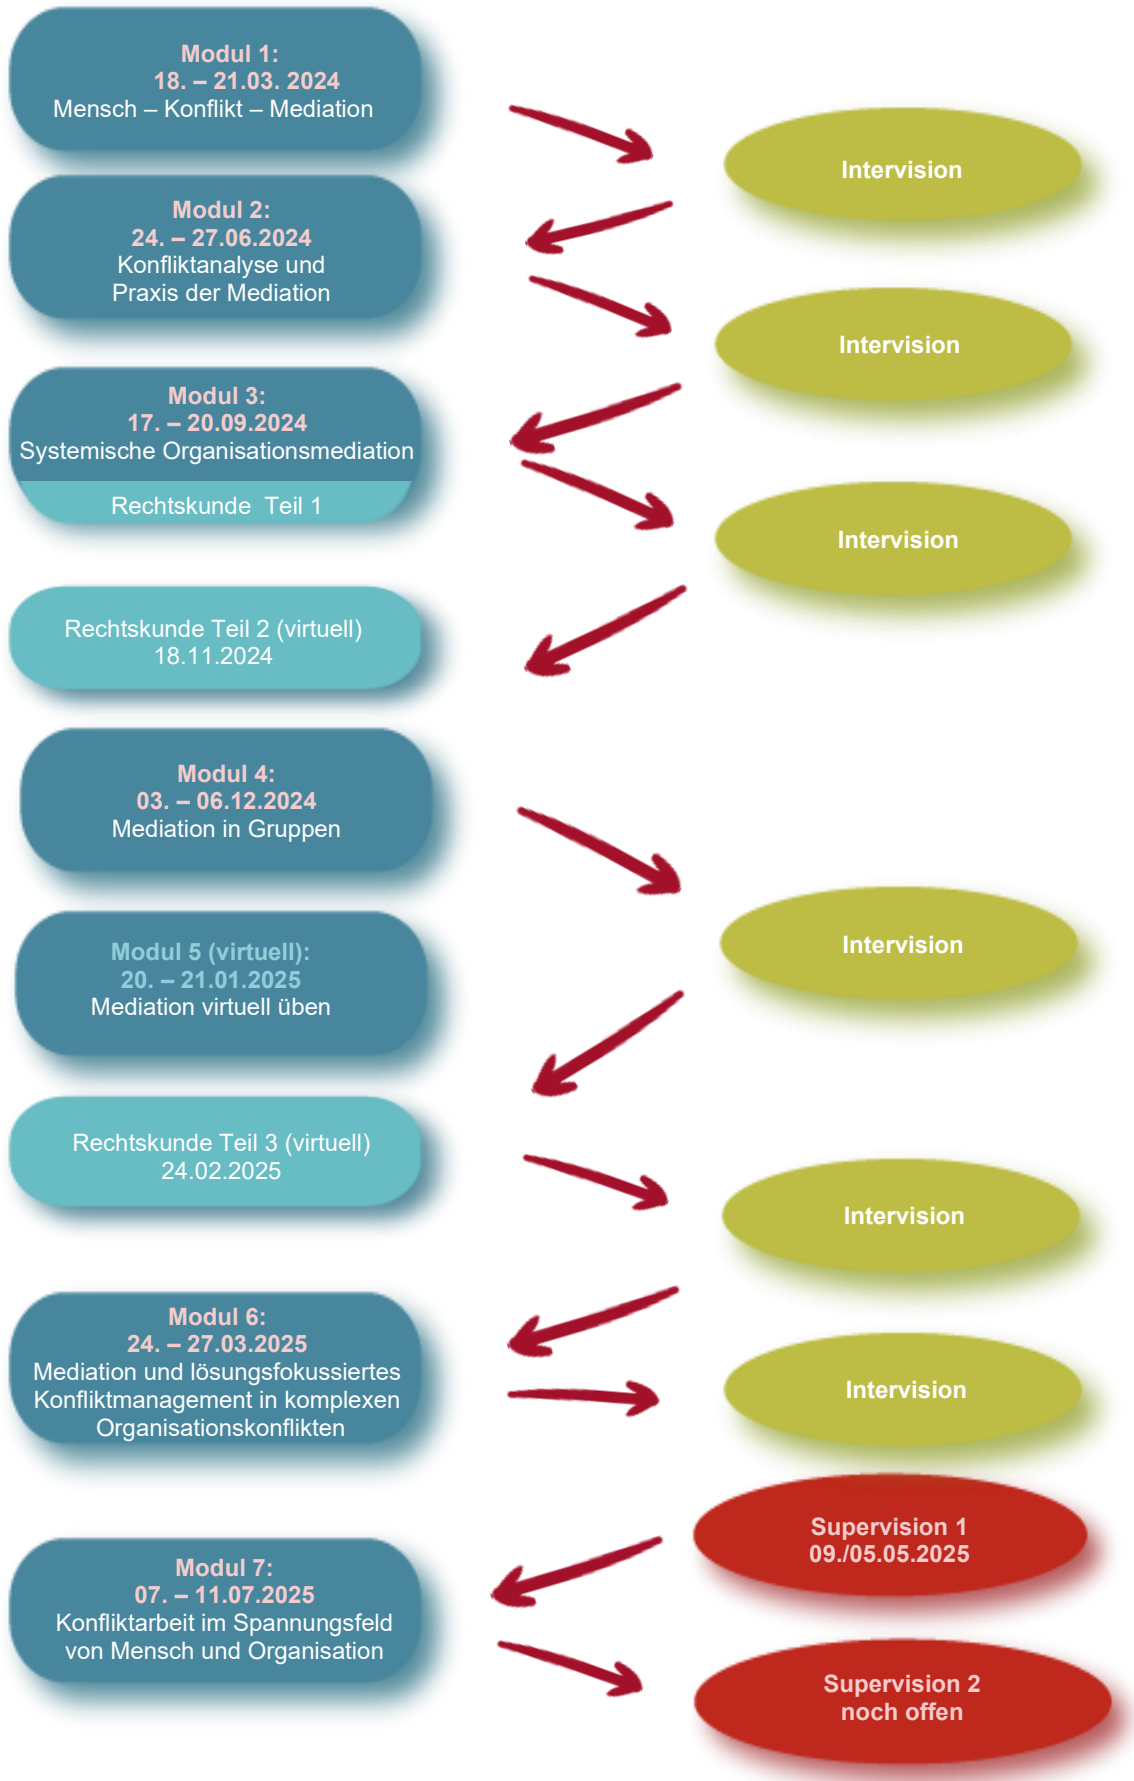 Modul 1:
18. – 21.03. 2024
Mensch – Konflikt – Mediation
Intervision
Modul 2:
24. – 27.06.2024
Konfliktanalyse und
Praxis der Mediation
Intervision
Modul 3:
17. – 20.09.2024
Systemische Organisationsmediation
Rechtskunde Teil 1
Intervision
Rechtskunde Teil 2 (virtuell)
18.11.2024
Modul 4:
03. – 06.12.2024
Mediation in Gruppen
Intervision
Modul 5 (virtuell):
20. – 21.01.2025
Mediation virtuell üben
Rechtskunde Teil 3 (virtuell)
24.02.2025
Intervision
Modul 6:
24. – 27.03.2025
Mediation und lösungsfokussiertes
Konfliktmanagement in komplexen
Organisationskonflikten
Intervision
Supervision 1
09./05.05.2025
Modul 7:
07. – 11.07.2025
Konfliktarbeit im Spannungsfeld
von Mensch und Organisation
Supervision 2
noch offen